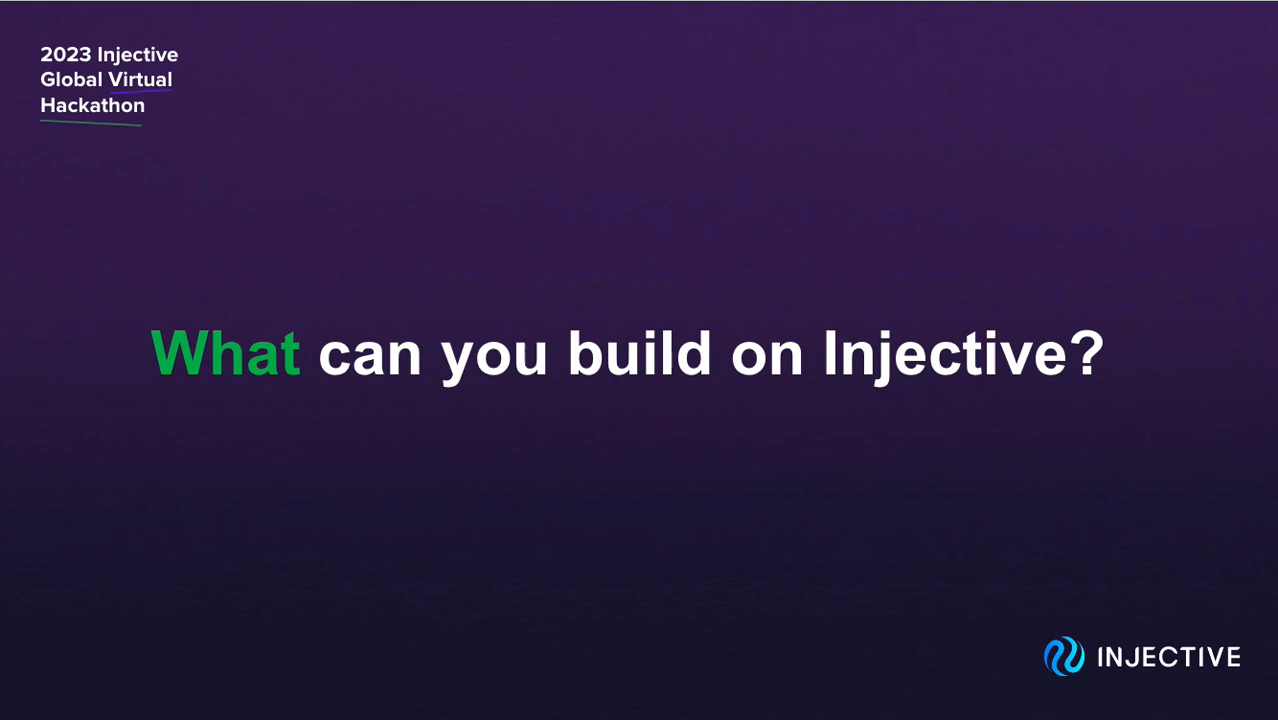 2023 Injective
Global Virtual
Hackathon
What can you build on Injective?
INJECTIVE